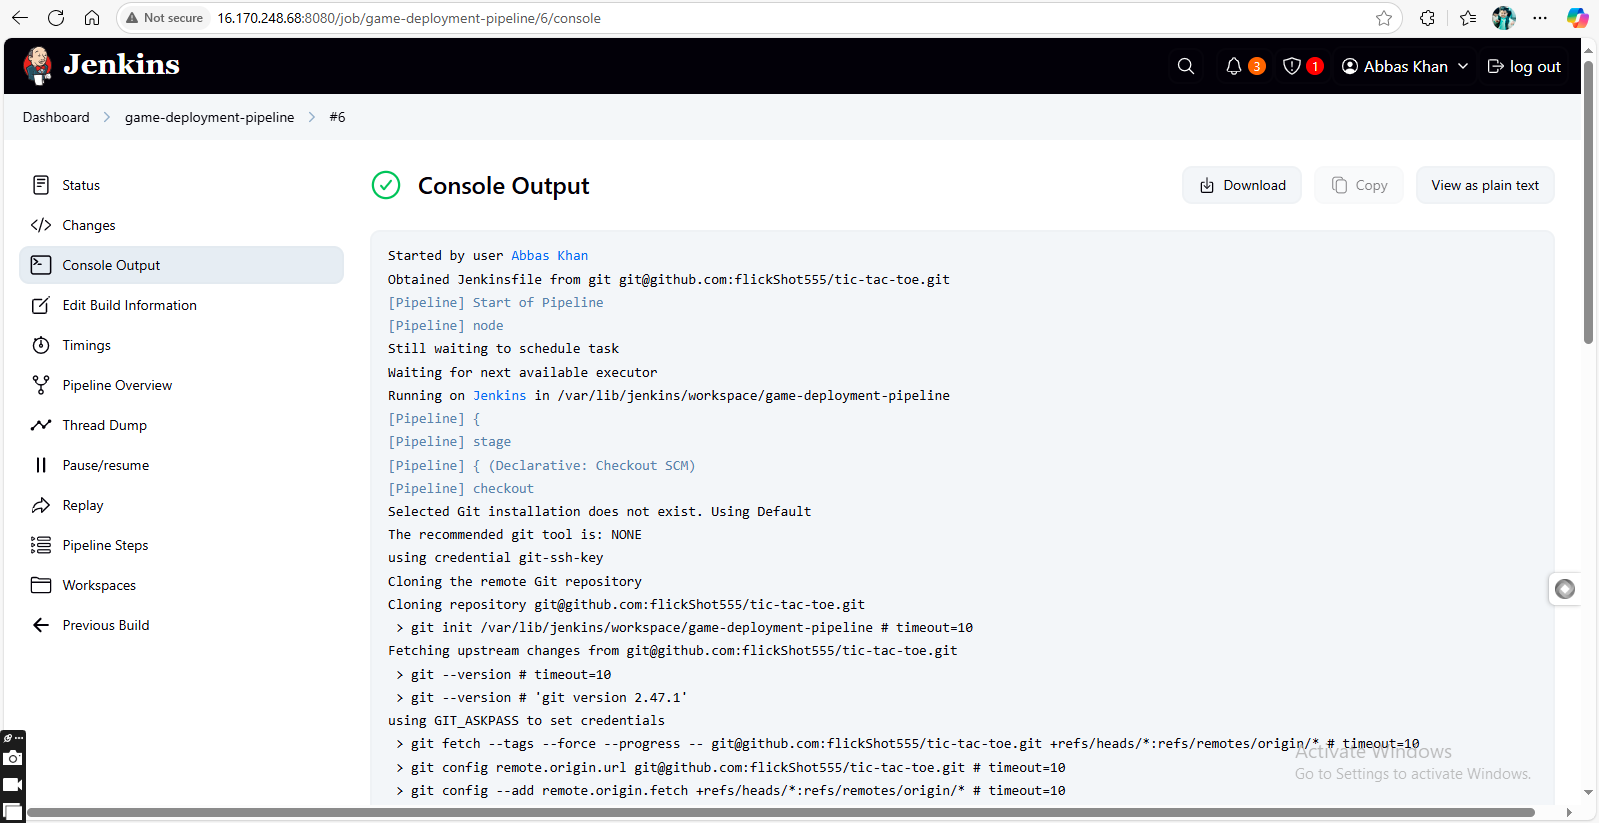 Not secure
16.170.248.68:8080/job/game-deployment-pipeline/6/console
Jenkins
3
1
Abbas Khan
log out
Dashboard
game-deployment-pipeline
#6
Status
Changes
Console Output
Edit Build Information
Timings
Pipeline Overview
Thread Dump
Pause/resume
Replay
Pipeline Steps
Workspaces
Previous Build
Console Output
Download
Copy
View as plain text
Started by user Abbas Khan
Obtained Jenkinsfile from git git@github.com:flickShot555/tic-tac-toe.git
[Pipeline] Start of Pipeline
[Pipeline] node
Still waiting to schedule task
Waiting for next available executor
Running on Jenkins in /var/lib/jenkins/workspace/game-deployment-pipeline
[Pipeline] {
[Pipeline] stage
[Pipeline] { (Declarative: Checkout SCM)
[Pipeline] checkout
Selected Git installation does not exist. Using Default
The recommended git tool is: NONE
using credential git-ssh-key
Cloning the remote Git repository
Cloning repository git@github.com:flickShot555/tic-tac-toe.git
> git init /var/lib/jenkins/workspace/game-deployment-pipeline # timeout=10
Fetching upstream changes from git@github.com:flickShot555/tic-tac-toe.git
> git --version # timeout=10
> git --version # 'git version 2.47.1'
using GIT_ASKPASS to set credentials
> git fetch --tags --force --progress -- git@github.com:flickShot555/tic-tac-toe.git +refs/heads/*:refs/remotes/origin/* # timeout=10
> git config remote.origin.url git@github.com:flickShot555/tic-tac-toe.git # timeout=10
> git config --add remote.origin.fetch +refs/heads/*:refs/remotes/origin/* # timeout=10
Activate Windows
Go to Settings to activate Windows.